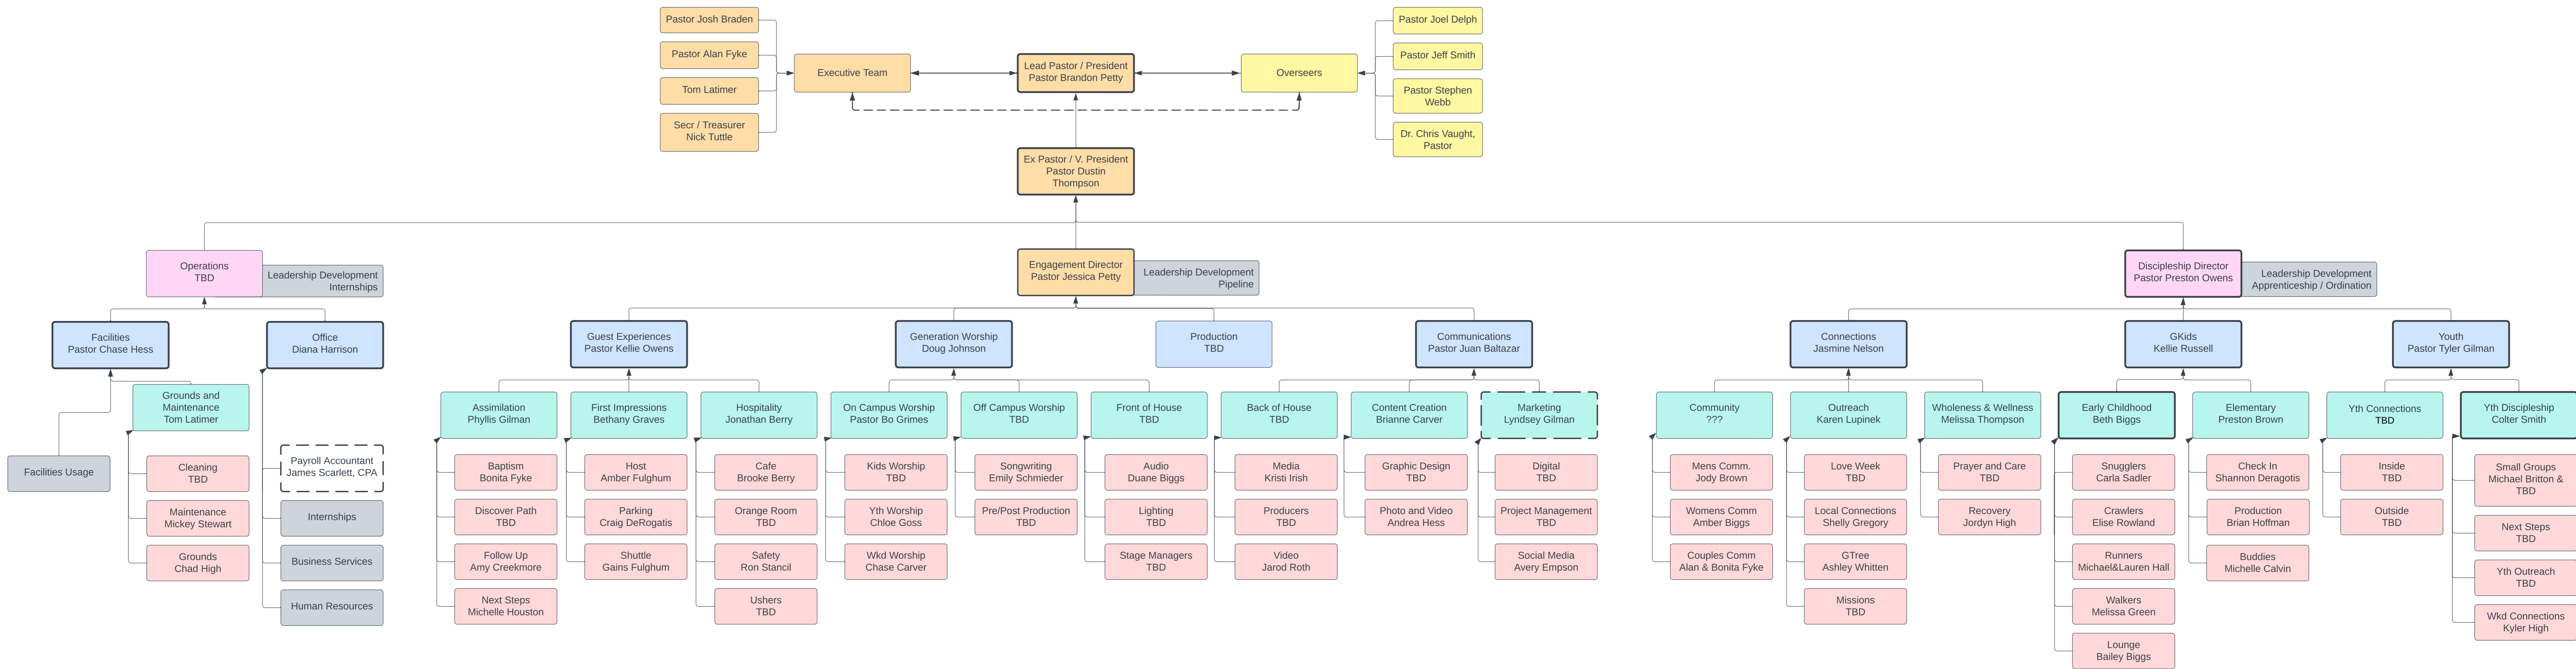 Pastor Josh Braden
Pastor Alan Fyke
Tom Latimer
Secr / Treasurer
Nick Tuttle
Executive Team
Lead Pastor / President
Pastor Brandon Petty
Overseers
Pastor Joel Delph
Pastor Jeff Smith
Pastor Stephen
Webb
Dr. Chris Vaught,
Pastor
Ex Pastor / V. President
Pastor Dustin
Thompson
Operations
TBD
Leadership Development
Internships
Engagement Director
Pastor Jessica Petty
Leadership Development
Pipeline
Discipleship Director
Pastor Preston Owens
Leadership Development
Apprenticeship / Ordination
Facilities
Pastor Chase Hess
Office
Diana Harrison
Guest Experiences
Pastor Kellie Owens
Generation Worship
Doug Johnson
Production
TBD
Communications
Pastor Juan Baltazar
Connections
Jasmine Nelson
GKids
Kellie Russell
Youth
Pastor Tyler Gilman
Grounds and
Maintenance
Tom Latimer
Facilities Usage
Cleaning
TBD
Maintenance
Mickey Stewart
Grounds
Chad High
Payroll Accountant
James Scarlett, CPA
Internships
Business Services
Human Resources
Assimilation
Phyllis Gilman
Baptism
Bonita Fyke
Discover Path
TBD
Follow Up
Amy Creekmore
Next Steps
Michelle Houston
First Impressions
Bethany Graves
Host
Amber Fulghum
Parking
Craig DeRogatis
Shuttle
Gains Fulghum
Hospitality
Jonathan Berry
Cafe
Brooke Berry
Orange Room
TBD
Safety
Ron Stancil
Ushers
TBD
On Campus Worship
Pastor Bo Grimes
Kids Worship
TBD
Yth Worship
Chloe Goss
Wkd Worship
Chase Carver
Off Campus Worship
TBD
Songwriting
Emily Schmieder
Pre/Post Production
TBD
Front of House
TBD
Audio
Duane Biggs
Lighting
TBD
Stage Managers
TBD
Back of House
TBD
Media
Kristi Irish
Producers
TBD
Video
Jarod Roth
Content Creation
Brianne Carver
Graphic Design
TBD
Photo and Video
Andrea Hess
Marketing
Lyndsey Gilman
Digital
TBD
Project Management
TBD
Social Media
Avery Empson
Community
???
Mens Comm.
Jody Brown
Womens Comm
Amber Biggs
Couples Comm
Alan & Bonita Fyke
Outreach
Karen Lupinek
Love Week
TBD
Local Connections
Shelly Gregory
GTree
Ashley Whitten
Missions
TBD
Wholeness & Wellness
Melissa Thompson
Prayer and Care
TBD
Recovery
Jordyn High
Early Childhood
Beth Biggs
Snugglers
Carla Sadler
Crawlers
Elise Rowland
Runners
Michael&Lauren Hall
Walkers
Melissa Green
Lounge
Bailey Biggs
Elementary
Preston Brown
Check In
Shannon Deragotis
Production
Brian Hoffman
Buddies
Michelle Calvin
Yth Connections
TBD
Inside
TBD
Outside
TBD
Yth Discipleship
Colter Smith
Small Groups
Michael Britton &
TBD
Next Steps
TBD
Yth Outreach
TBD
Wkd Connections
Kyler High